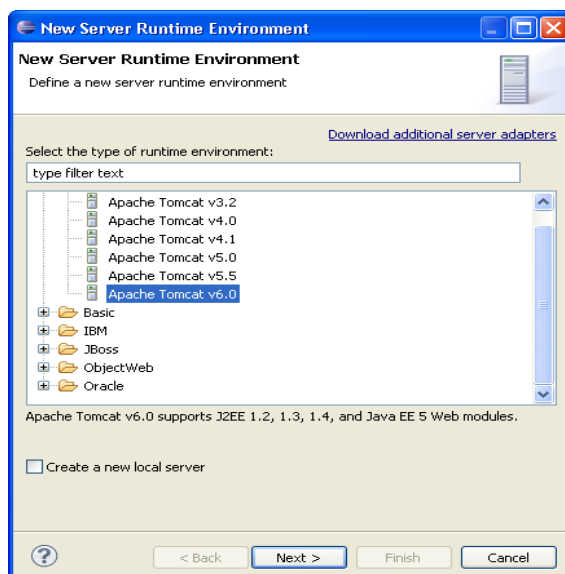 New Server Runtime Environment
New Server Runtime Environment
Define a new server runtime environment
Download additional server adapters
Select the type of runtime environment:
type filter text
Apache Tomcat v3.2
Apache Tomcat v4.0
Apache Tomcat v4.1
Apache Tomcat v5.0
Apache Tomcat v5.5
Apache Tomcat v6.0
Basic
IBM
JBoss
ObjectWeb
Oracle
Apache Tomcat v6.0 supports J2EE 1.2, 1.3, 1.4, and Java EE 5 Web modules.
Create a new local server
? < Back Next > Finish Cancel